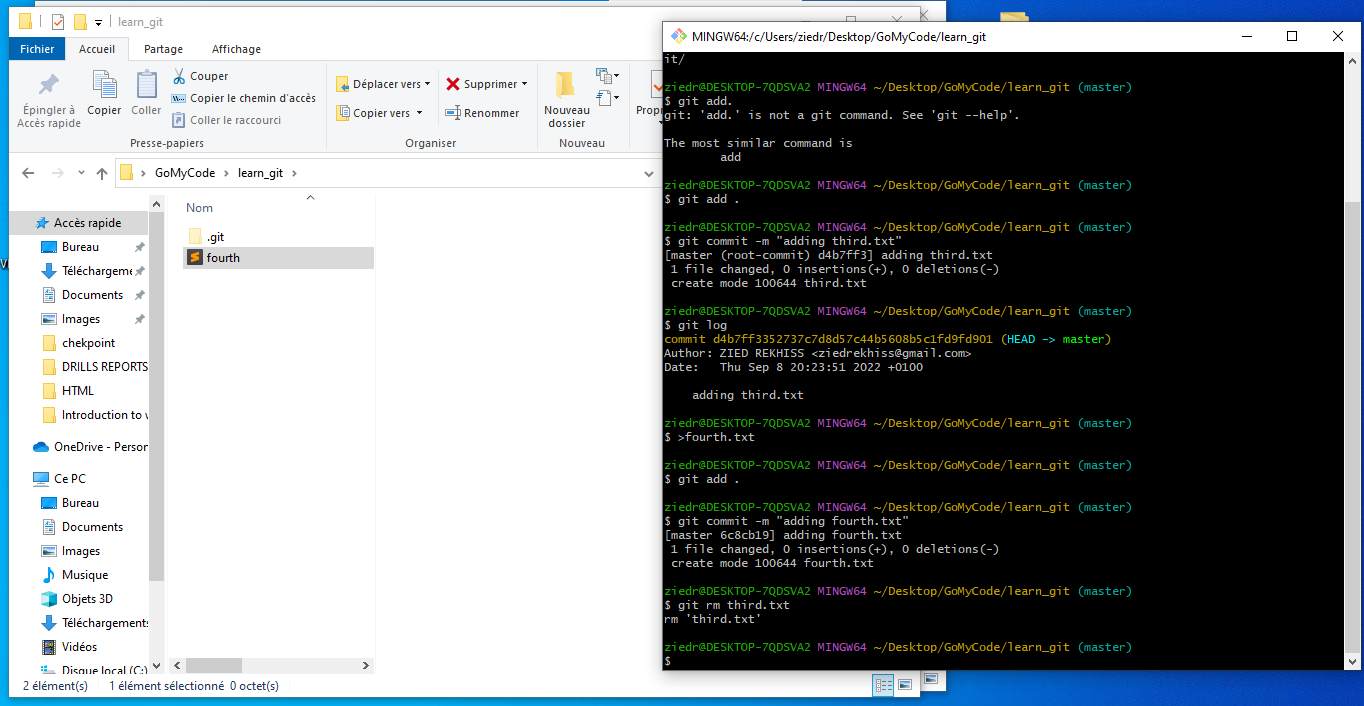 learn_git
Fichier Accueil Partage Affichage
Épingler à Accès rapide
Copier
Coller
Couper
Copier le chemin d'accès
Coller le raccourci
Presse-papiers
Déplacer vers
Copier vers
Supprimer
Renommer
Organiser
Nouveau dossier
Nouveau
GoMyCode learn_git
Accès rapide
Bureau
Documents
Images
chekpoint
DRILLS REPORTS
HTML
Introduction to
OneDrive -
Ce PC
Bureau
Documents
Images
Musique
Objets 3D
Téléchargements
Vidéos
Disque local (C:)
Nom
.git
fourth
2 élément(s) 1 élément sélectionné 0 octet(s)
MINGW64:/c/Users/ziedr/Desktop/GoMyCode/learn_git
it/
ziedr@DESKTOP-7QDSVA2 MINGW64 ~/Desktop/GoMyCode/learn_git (master)
$ git add.
git: 'add.' is not a git command. See 'git --help'.
The most similar command is
add
ziedr@DESKTOP-7QDSVA2 MINGW64 ~/Desktop/GoMyCode/learn_git (master)
$ git add .
ziedr@DESKTOP-7QDSVA2 MINGW64 ~/Desktop/GoMyCode/learn_git (master)
$ git commit -m "adding third.txt"
[master (root-commit) d4b7ff3] adding third.txt
1 file changed, 0 insertions(+), 0 deletions(-)
create mode 100644 third.txt
ziedr@DESKTOP-7QDSVA2 MINGW64 ~/Desktop/GoMyCode/learn_git (master)
$ git log
commit d4b7ff3352737c7d8d57c44b5608b5c1fd9fd901 (HEAD -> master)
Author: ZIED REKHISS <ziedrekhiss@gmail.com>
Date: Thu Sep 8 20:23:51 2022 +0100
adding third.txt
ziedr@DESKTOP-7QDSVA2 MINGW64 ~/Desktop/GoMyCode/learn_git (master)
$ >fourth.txt
ziedr@DESKTOP-7QDSVA2 MINGW64 ~/Desktop/GoMyCode/learn_git (master)
$ git add .
ziedr@DESKTOP-7QDSVA2 MINGW64 ~/Desktop/GoMyCode/learn_git (master)
$ git commit -m "adding fourth.txt"
[master 6c8cb19] adding fourth.txt
1 file changed, 0 insertions(+), 0 deletions(-)
create mode 100644 fourth.txt
ziedr@DESKTOP-7QDSVA2 MINGW64 ~/Desktop/GoMyCode/learn_git (master)
$ git rm third.txt
rm 'third.txt'
ziedr@DESKTOP-7QDSVA2 MINGW64 ~/Desktop/GoMyCode/learn_git (master)
$